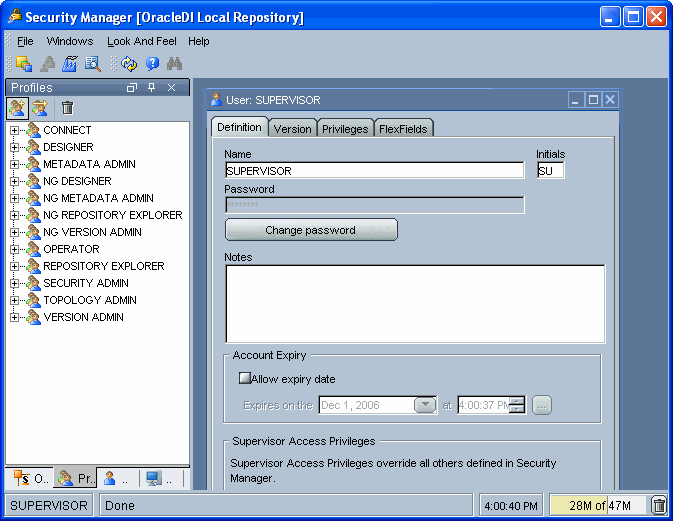 Security Manager [OracleDI Local Repository]
File Windows Look And Feel Help
Profiles
CONNECT
DESIGNER
METADATA ADMIN
NG DESIGNER
NG METADATA ADMIN
NG REPOSITORY EXPLORER
NG VERSION ADMIN
OPERATOR
REPOSITORY EXPLORER
SECURITY ADMIN
TOPOLOGY ADMIN
VERSION ADMIN
O.. Pr.. .. ..
User: SUPERVISOR
Definition Version Privileges FlexFields
Name Initials
SUPERVISOR SU
Password
*******
Change password
Notes
Account Expiry
Allow expiry date
Expires on the Dec 1, 2006 at 4:00:37 PM ...
Supervisor Access Privileges
Supervisor Access Privileges override all others defined in Security
Manager.
SUPERVISOR Done 4:00:40 PM 28M of 47M